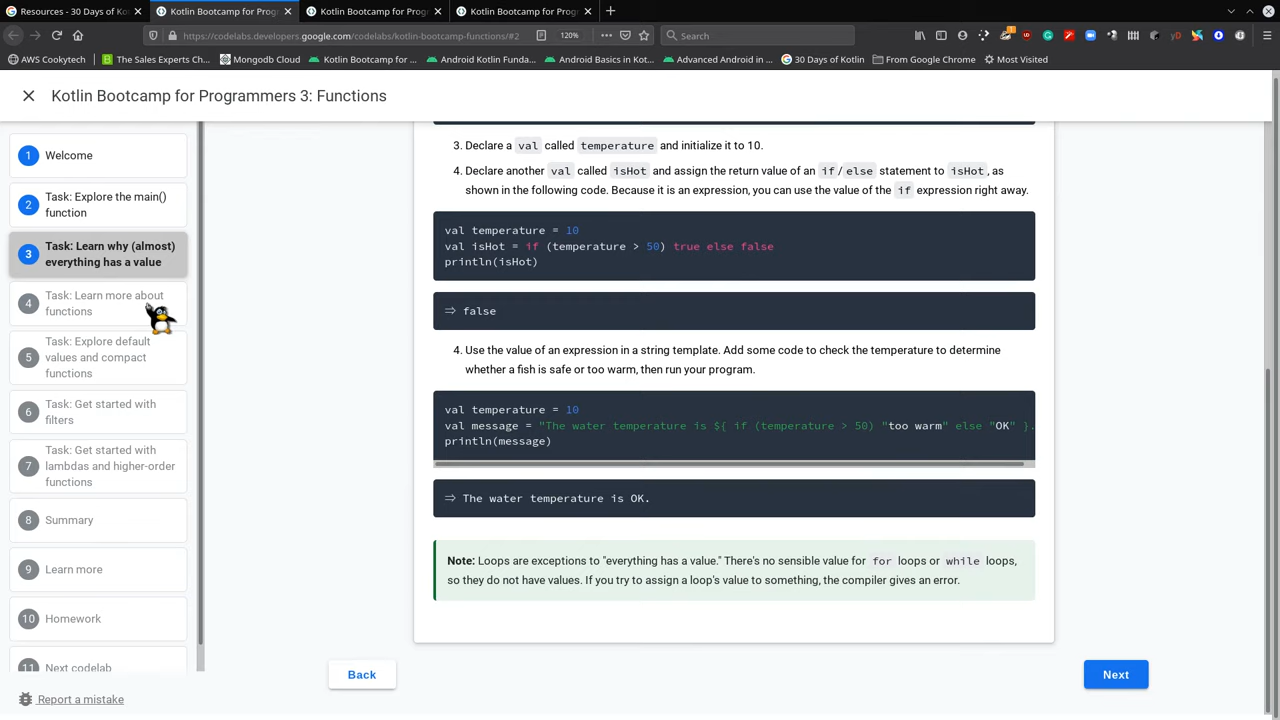 Resources - 30 Days of Ko
Kotlin Bootcamp for Progr
Kotlin Bootcamp for Progr
Kotlin Bootcamp for Progr
https://codelabs.developers.google.com/codelabs/kotlin-bootcamp-functions/#2
120%
Search
AWS Cookytech
The Sales Experts Ch…
Mongodb Cloud
Kotlin Bootcamp for …
Android Kotlin Funda…
Android Basics in Kot…
Advanced Android in …
30 Days of Kotlin
From Google Chrome
Most Visited
Kotlin Bootcamp for Programmers 3: Functions
1 Welcome
2 Task: Explore the main()
function
3 Task: Learn why (almost)
everything has a value
4 Task: Learn more about
functions
5 Task: Explore default
values and compact
functions
6 Task: Get started with
filters
7 Task: Get started with
lambdas and higher-order
functions
8 Summary
9 Learn more
10 Homework
11 Next codelab
Report a mistake
3. Declare a val called temperature and initialize it to 10.
4. Declare another val called isHot and assign the return value of an if/else statement to isHot, as
shown in the following code. Because it is an expression, you can use the value of the if expression right away.
val temperature = 10
val isHot = if (temperature > 50) true else false
println(isHot)
⇒ false
4. Use the value of an expression in a string template. Add some code to check the temperature to determine
whether a fish is safe or too warm, then run your program.
val temperature = 10
val message = "The water temperature is ${ if (temperature > 50) "too warm" else "OK" }.
println(message)
⇒ The water temperature is OK.
Note: Loops are exceptions to "everything has a value." There's no sensible value for for loops or while loops,
so they do not have values. If you try to assign a loop's value to something, the compiler gives an error.
Back
Next